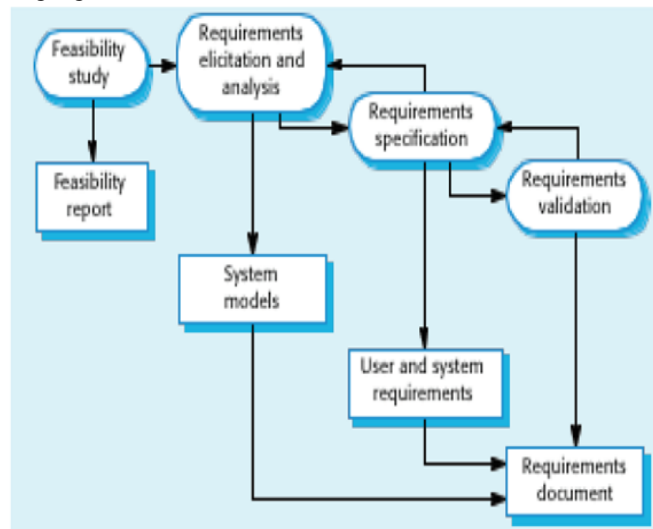 Feasibility
study
Requirements
elicitation and
analysis
Requirements
specification
Requirements
validation
Feasibility
report
System
models
User and system
requirements
Requirements
document